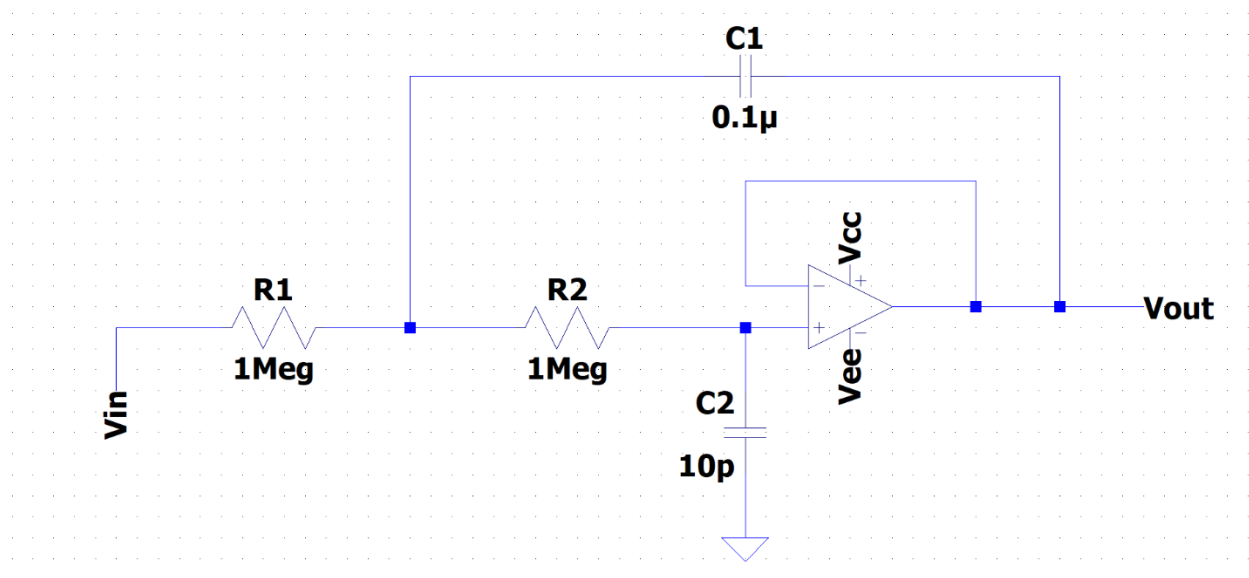 C1
0.1µ
Vcc
R1
R2
+
−
+
−
Vout
1Meg
1Meg
Vee
Vin
C2
10p